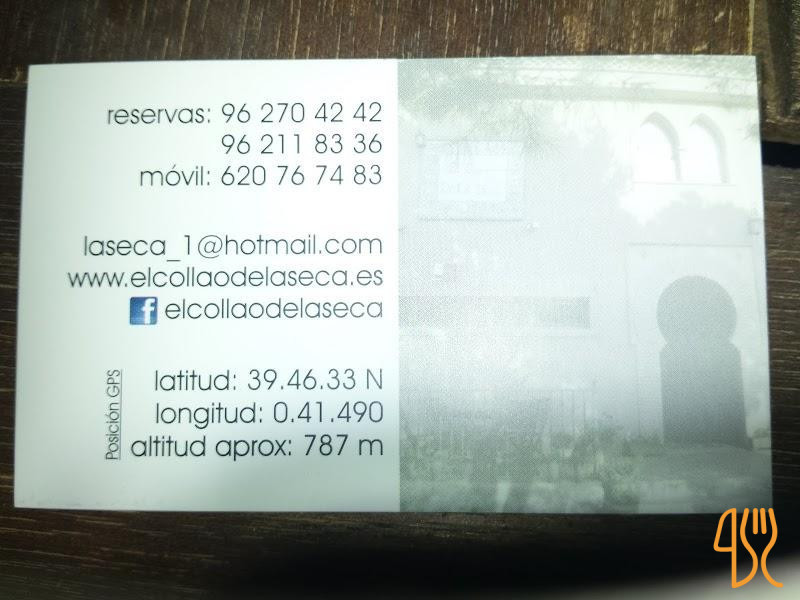 reservas: 96 270 42 42
96 211 83 36
móvil: 620 76 74 83
laseca_1@hotmail.com
www.elcollaodelaseca.es
f elcollaodelaseca
Posición GPS
latitud: 39.46.33 N
longitud: 0.41.490
altitud aprox: 787 m